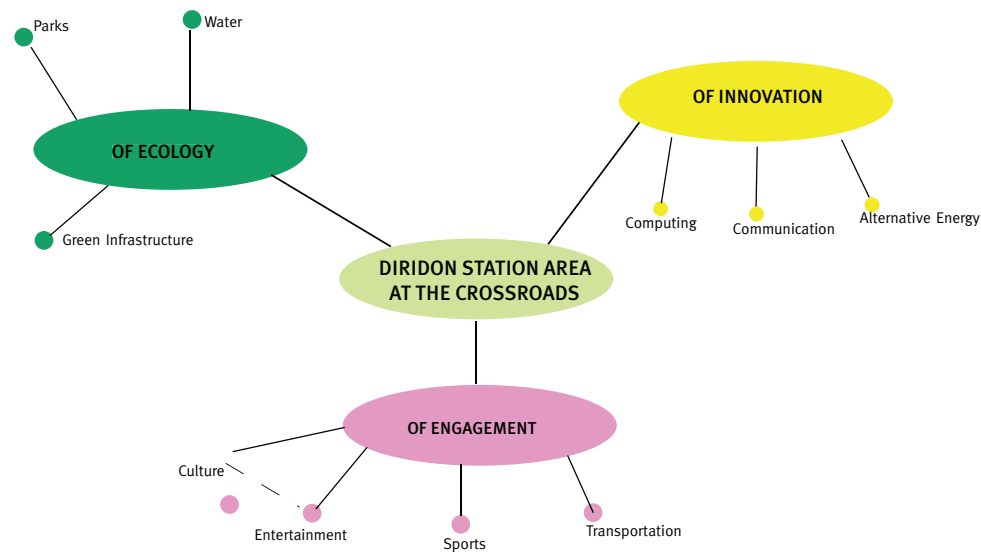 Parks
Water
OF ECOLOGY
Green Infrastructure
OF INNOVATION
Computing
Communication
Alternative Energy
DIRIDON STATION AREA
AT THE CROSSROADS
OF ENGAGEMENT
Culture
Entertainment
Sports
Transportation